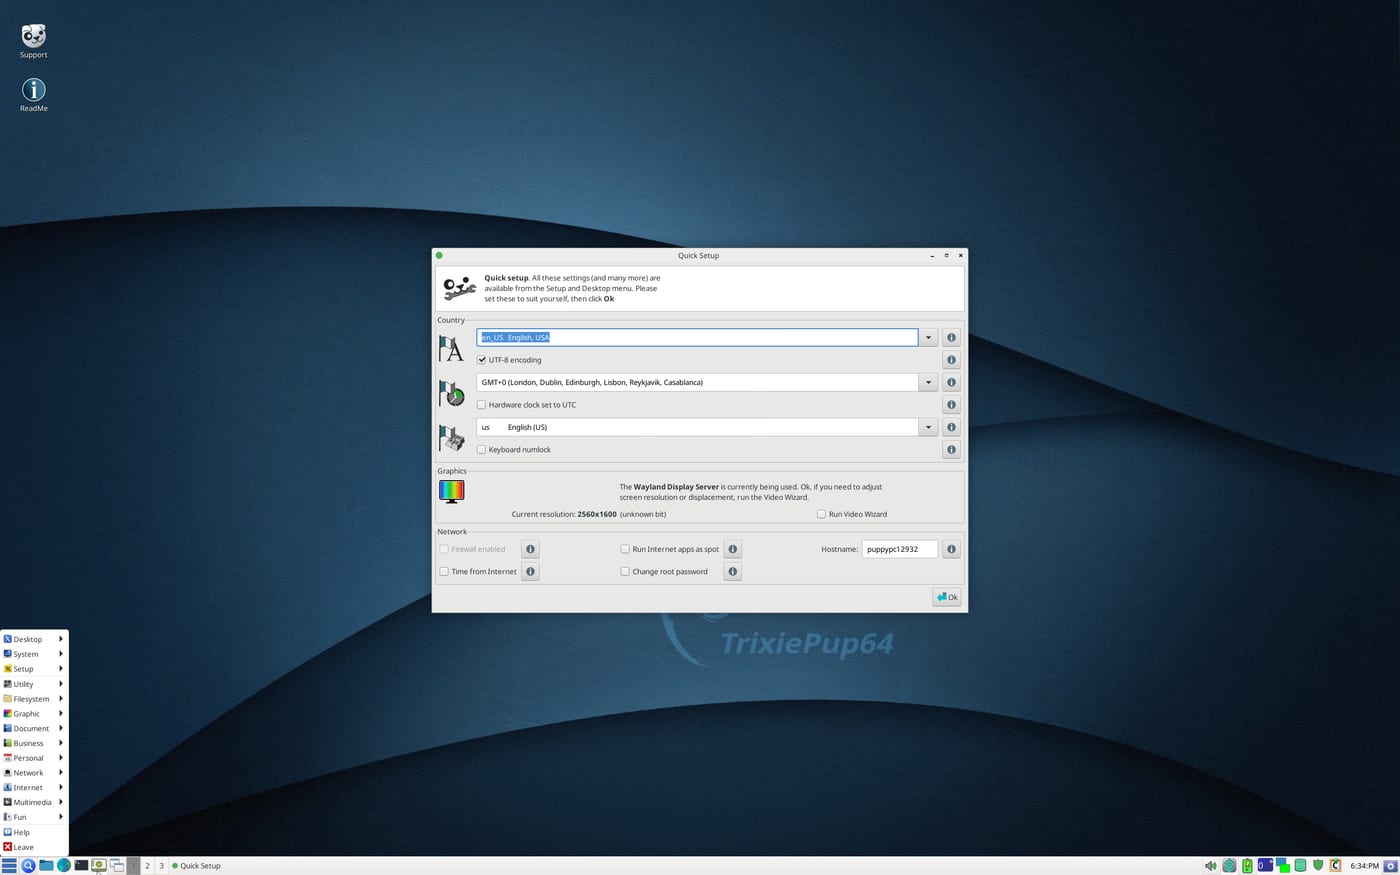 Support
ReadMe
Quick Setup
Quick setup. All these settings (and many more) are
available from the Setup and Desktop menu. Please
set these to suit yourself, then click Ok
Country
en_US English, USA
UTF-8 encoding
GMT+0 (London, Dublin, Edinburgh, Lisbon, Reykjavik, Casablanca)
Hardware clock set to UTC
us English (US)
Keyboard numlock
Graphics
The Wayland Display Server is currently being used. Ok, if you need to adjust
screen resolution or displacement, run the Video Wizard.
Current resolution: 2560x1600 (unknown bit)
Run Video Wizard
Network
Firewall enabled
Run Internet apps as spot
Hostname: puppypc12932
Time from Internet
Change root password
Ok
TrixiePup64
Desktop
System
Setup
Utility
Filesystem
Graphic
Document
Business
Personal
Network
Internet
Multimedia
Fun
Help
Leave
1 2 3 Quick Setup
0 C 6:34:PM